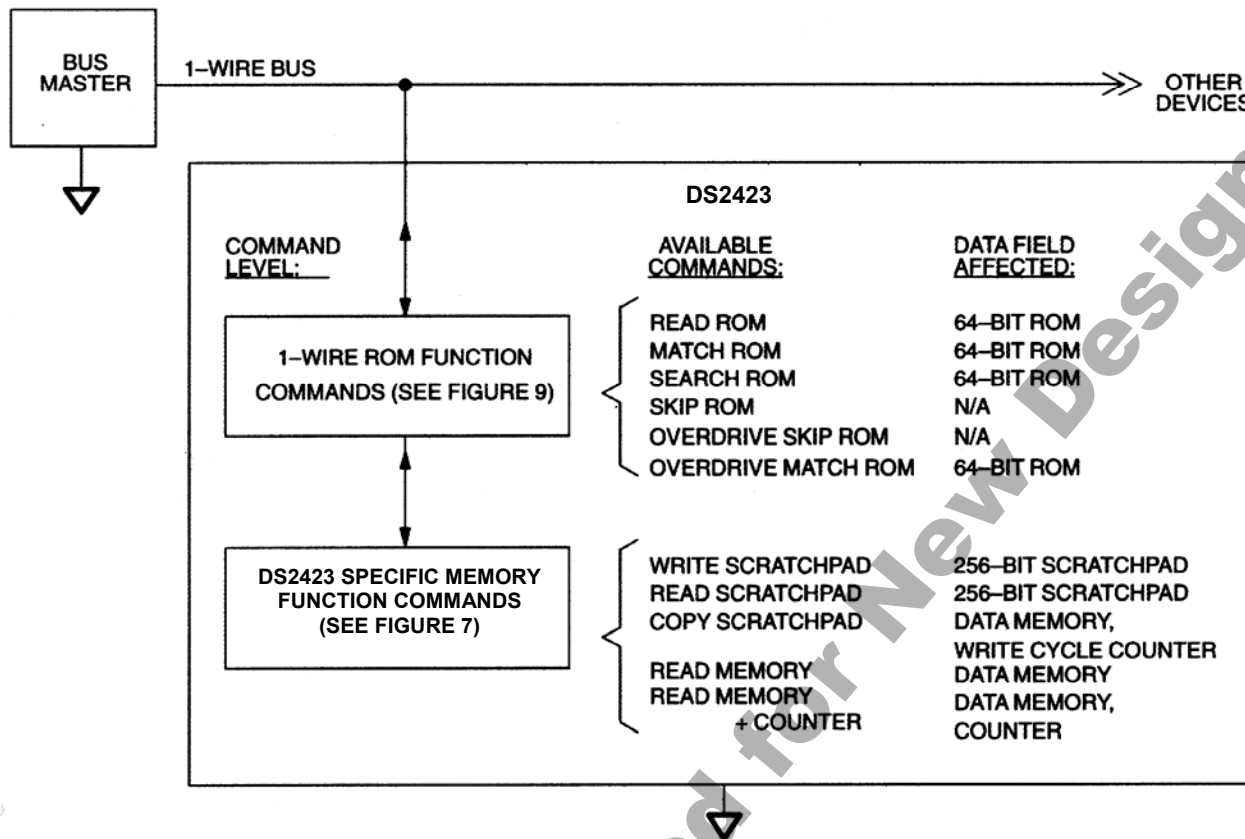 BUS
MASTER
1–WIRE BUS
OTHER
DEVICES
DS2423
COMMAND
LEVEL:
AVAILABLE
COMMANDS:
DATA FIELD
AFFECTED:
1–WIRE ROM FUNCTION
COMMANDS (SEE FIGURE 9)
READ ROM 64–BIT ROM
MATCH ROM 64–BIT ROM
SEARCH ROM 64–BIT ROM
SKIP ROM N/A
OVERDRIVE SKIP ROM N/A
OVERDRIVE MATCH ROM 64–BIT ROM
DS2423 SPECIFIC MEMORY
FUNCTION COMMANDS
(SEE FIGURE 7)
WRITE SCRATCHPAD 256–BIT SCRATCHPAD
READ SCRATCHPAD 256–BIT SCRATCHPAD
COPY SCRATCHPAD DATA MEMORY,
WRITE CYCLE COUNTER
READ MEMORY DATA MEMORY
READ MEMORY DATA MEMORY,
+ COUNTER COUNTER
for New Design